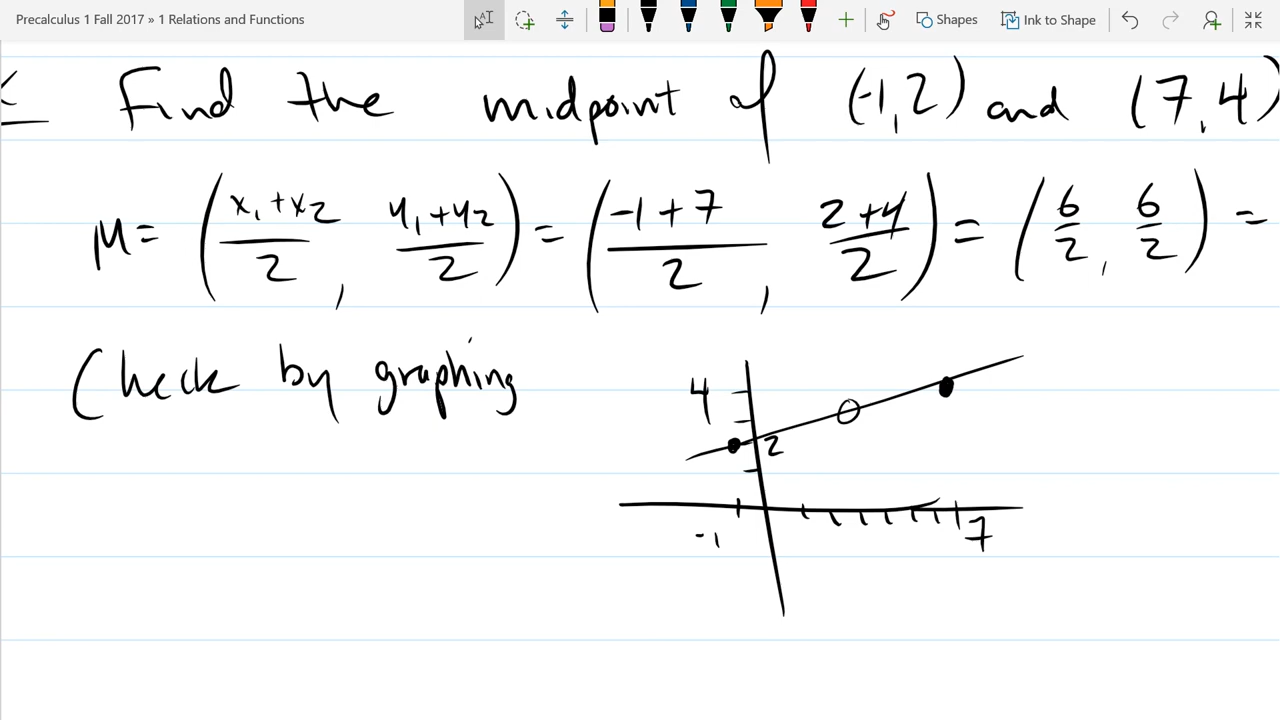 Precalculus 1 Fall 2017 » 1 Relations and Functions
Shapes
Ink to Shape
Find the midpoint of (-1,2) and (7,4)
M = (x₁+x₂/2, y₁+y₂/2) = (-1+7/2, 2+4/2) = (6/2, 6/2) =
Check by graphing
4
2
-1
7